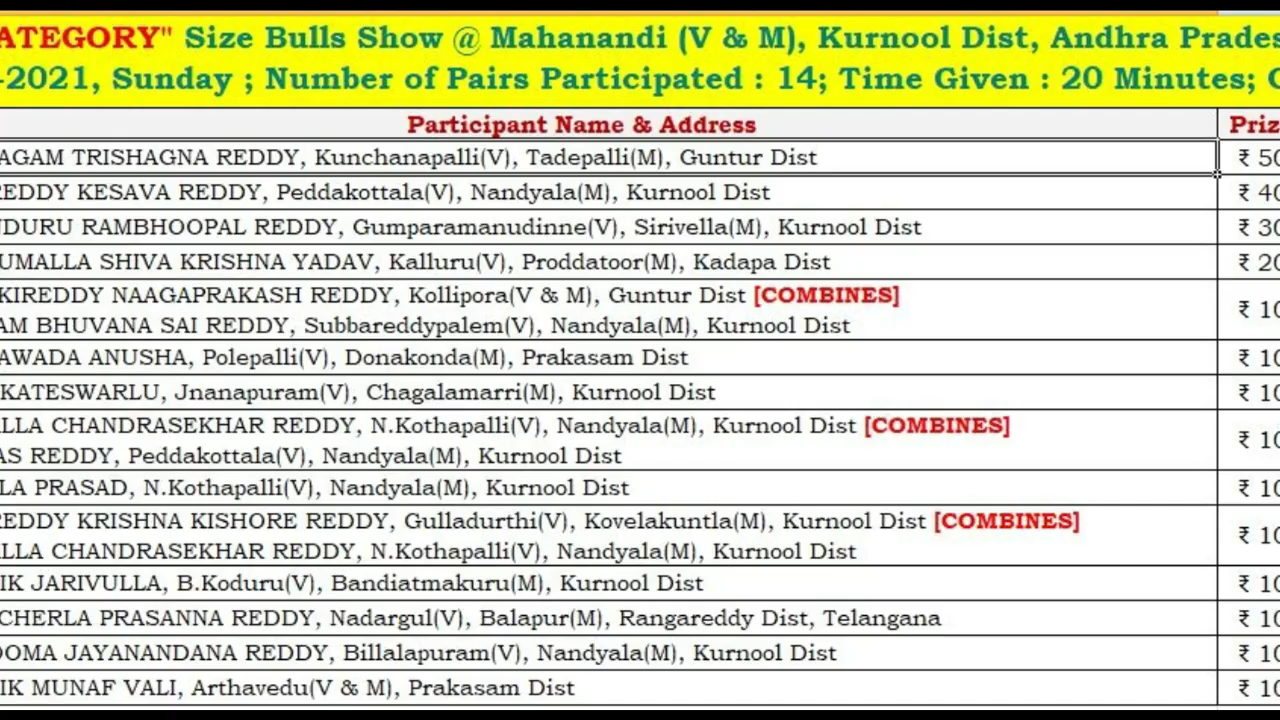 ATEGORY" Size Bulls Show @ Mahanandi (V & M), Kurnool Dist, Andhra Prades
-2021, Sunday ; Number of Pairs Participated : 14; Time Given : 20 Minutes;
Participant Name & Address Priz
AGAM TRISHAGNA REDDY, Kunchanapalli(V), Tadepalli(M), Guntur Dist ₹ 50
REDDY KESAVA REDDY, Peddakottala(V), Nandyala(M), Kurnool Dist ₹ 40
NDURU RAMBHOOPAL REDDY, Gumparamanudinne(V), Sirivella(M), Kurnool Dist ₹ 30
UMALLA SHIVA KRISHNA YADAV, Kalluru(V), Proddatoor(M), Kadapa Dist ₹ 20
KIREDDY NAAGAPRAKASH REDDY, Kollipora(V & M), Guntur Dist [COMBINES] ₹ 10
AM BHUVANA SAI REDDY, Subbareddypalem(V), Nandyala(M), Kurnool Dist
AWADA ANUSHA, Polepalli(V), Donakonda(M), Prakasam Dist ₹ 10
KATESWARLU, Jnanapuram(V), Chagalamarri(M), Kurnool Dist ₹ 10
LLA CHANDRASEKHAR REDDY, N.Kothapalli(V), Nandyala(M), Kurnool Dist [COMBINES] ₹ 10
AS REDDY, Peddakottala(V), Nandyala(M), Kurnool Dist
LA PRASAD, N.Kothapalli(V), Nandyala(M), Kurnool Dist ₹ 10
REDDY KRISHNA KISHORE REDDY, Gulladurthi(V), Kovelakuntla(M), Kurnool Dist [COMBINES] ₹ 10
LLA CHANDRASEKHAR REDDY, N.Kothapalli(V), Nandyala(M), Kurnool Dist
IK JARIVULLA, B.Koduru(V), Bandiatmakuru(M), Kurnool Dist ₹ 10
CHERLA PRASANNA REDDY, Nadargul(V), Balapur(M), Rangareddy Dist, Telangana ₹ 10
OMA JAYANANDANA REDDY, Billalapuram(V), Nandyala(M), Kurnool Dist ₹ 10
IK MUNAF VALI, Arthavedu(V & M), Prakasam Dist ₹ 10